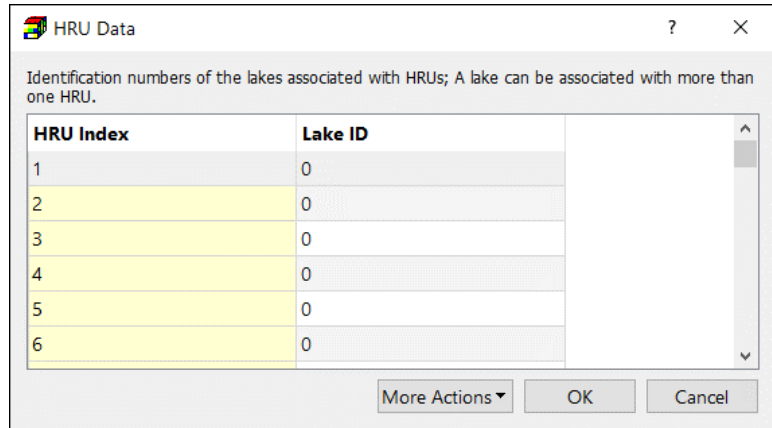 HRU Data
?
Identification numbers of the lakes associated with HRUs; A lake can be associated with more than
one HRU.
HRU Index Lake ID
1 0
2 0
3 0
4 0
5 0
6 0
More Actions OK Cancel